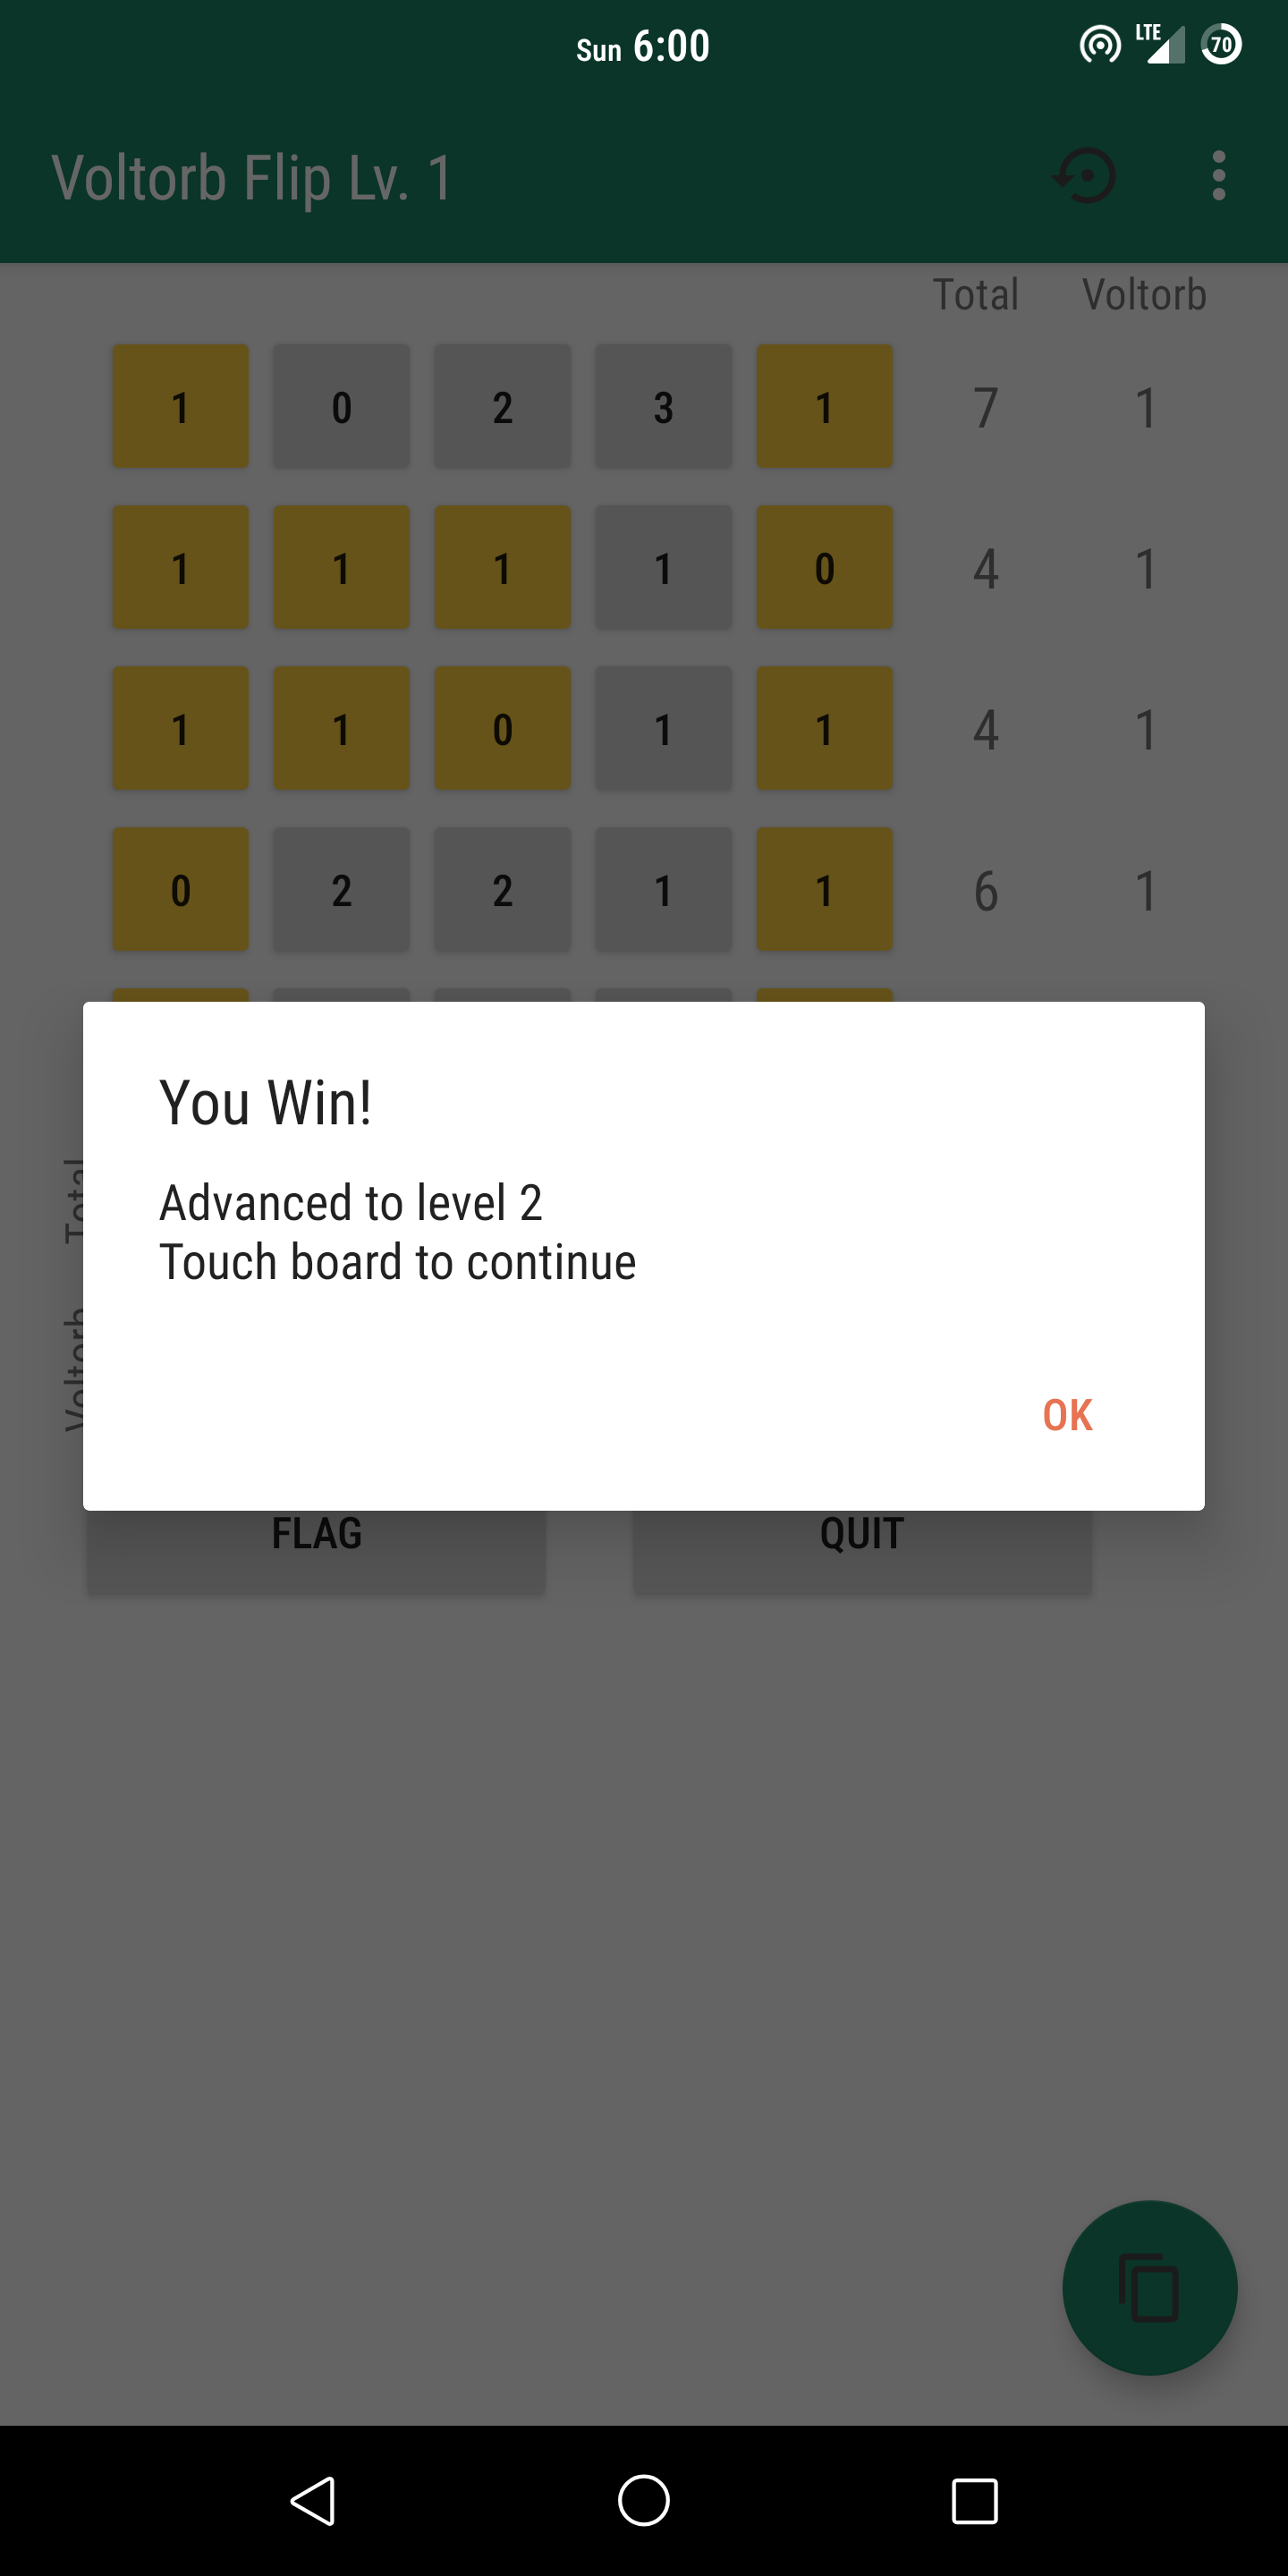 Sun 6:00 LTE 70
Voltorb Flip Lv. 1
Total Voltorb
1 0 2 3 1 7 1
1 1 1 1 0 4 1
1 1 0 1 1 4 1
0 2 2 1 1 6 1
You Win!
Advanced to level 2
Touch board to continue
OK
Total
Voltorb
FLAG QUIT